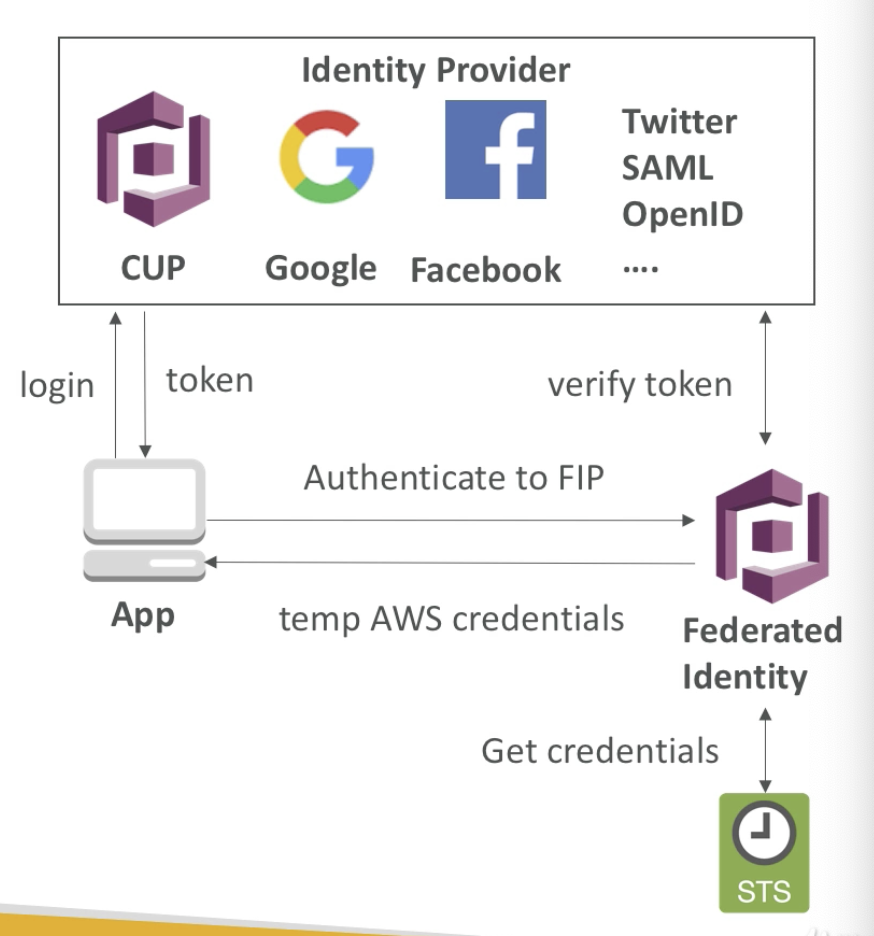 Identity Provider
Twitter
SAML
OpenID
....
CUP
Google
Facebook
login
token
verify token
Authenticate to FIP
App
temp AWS credentials
Federated
Identity
Get credentials
STS